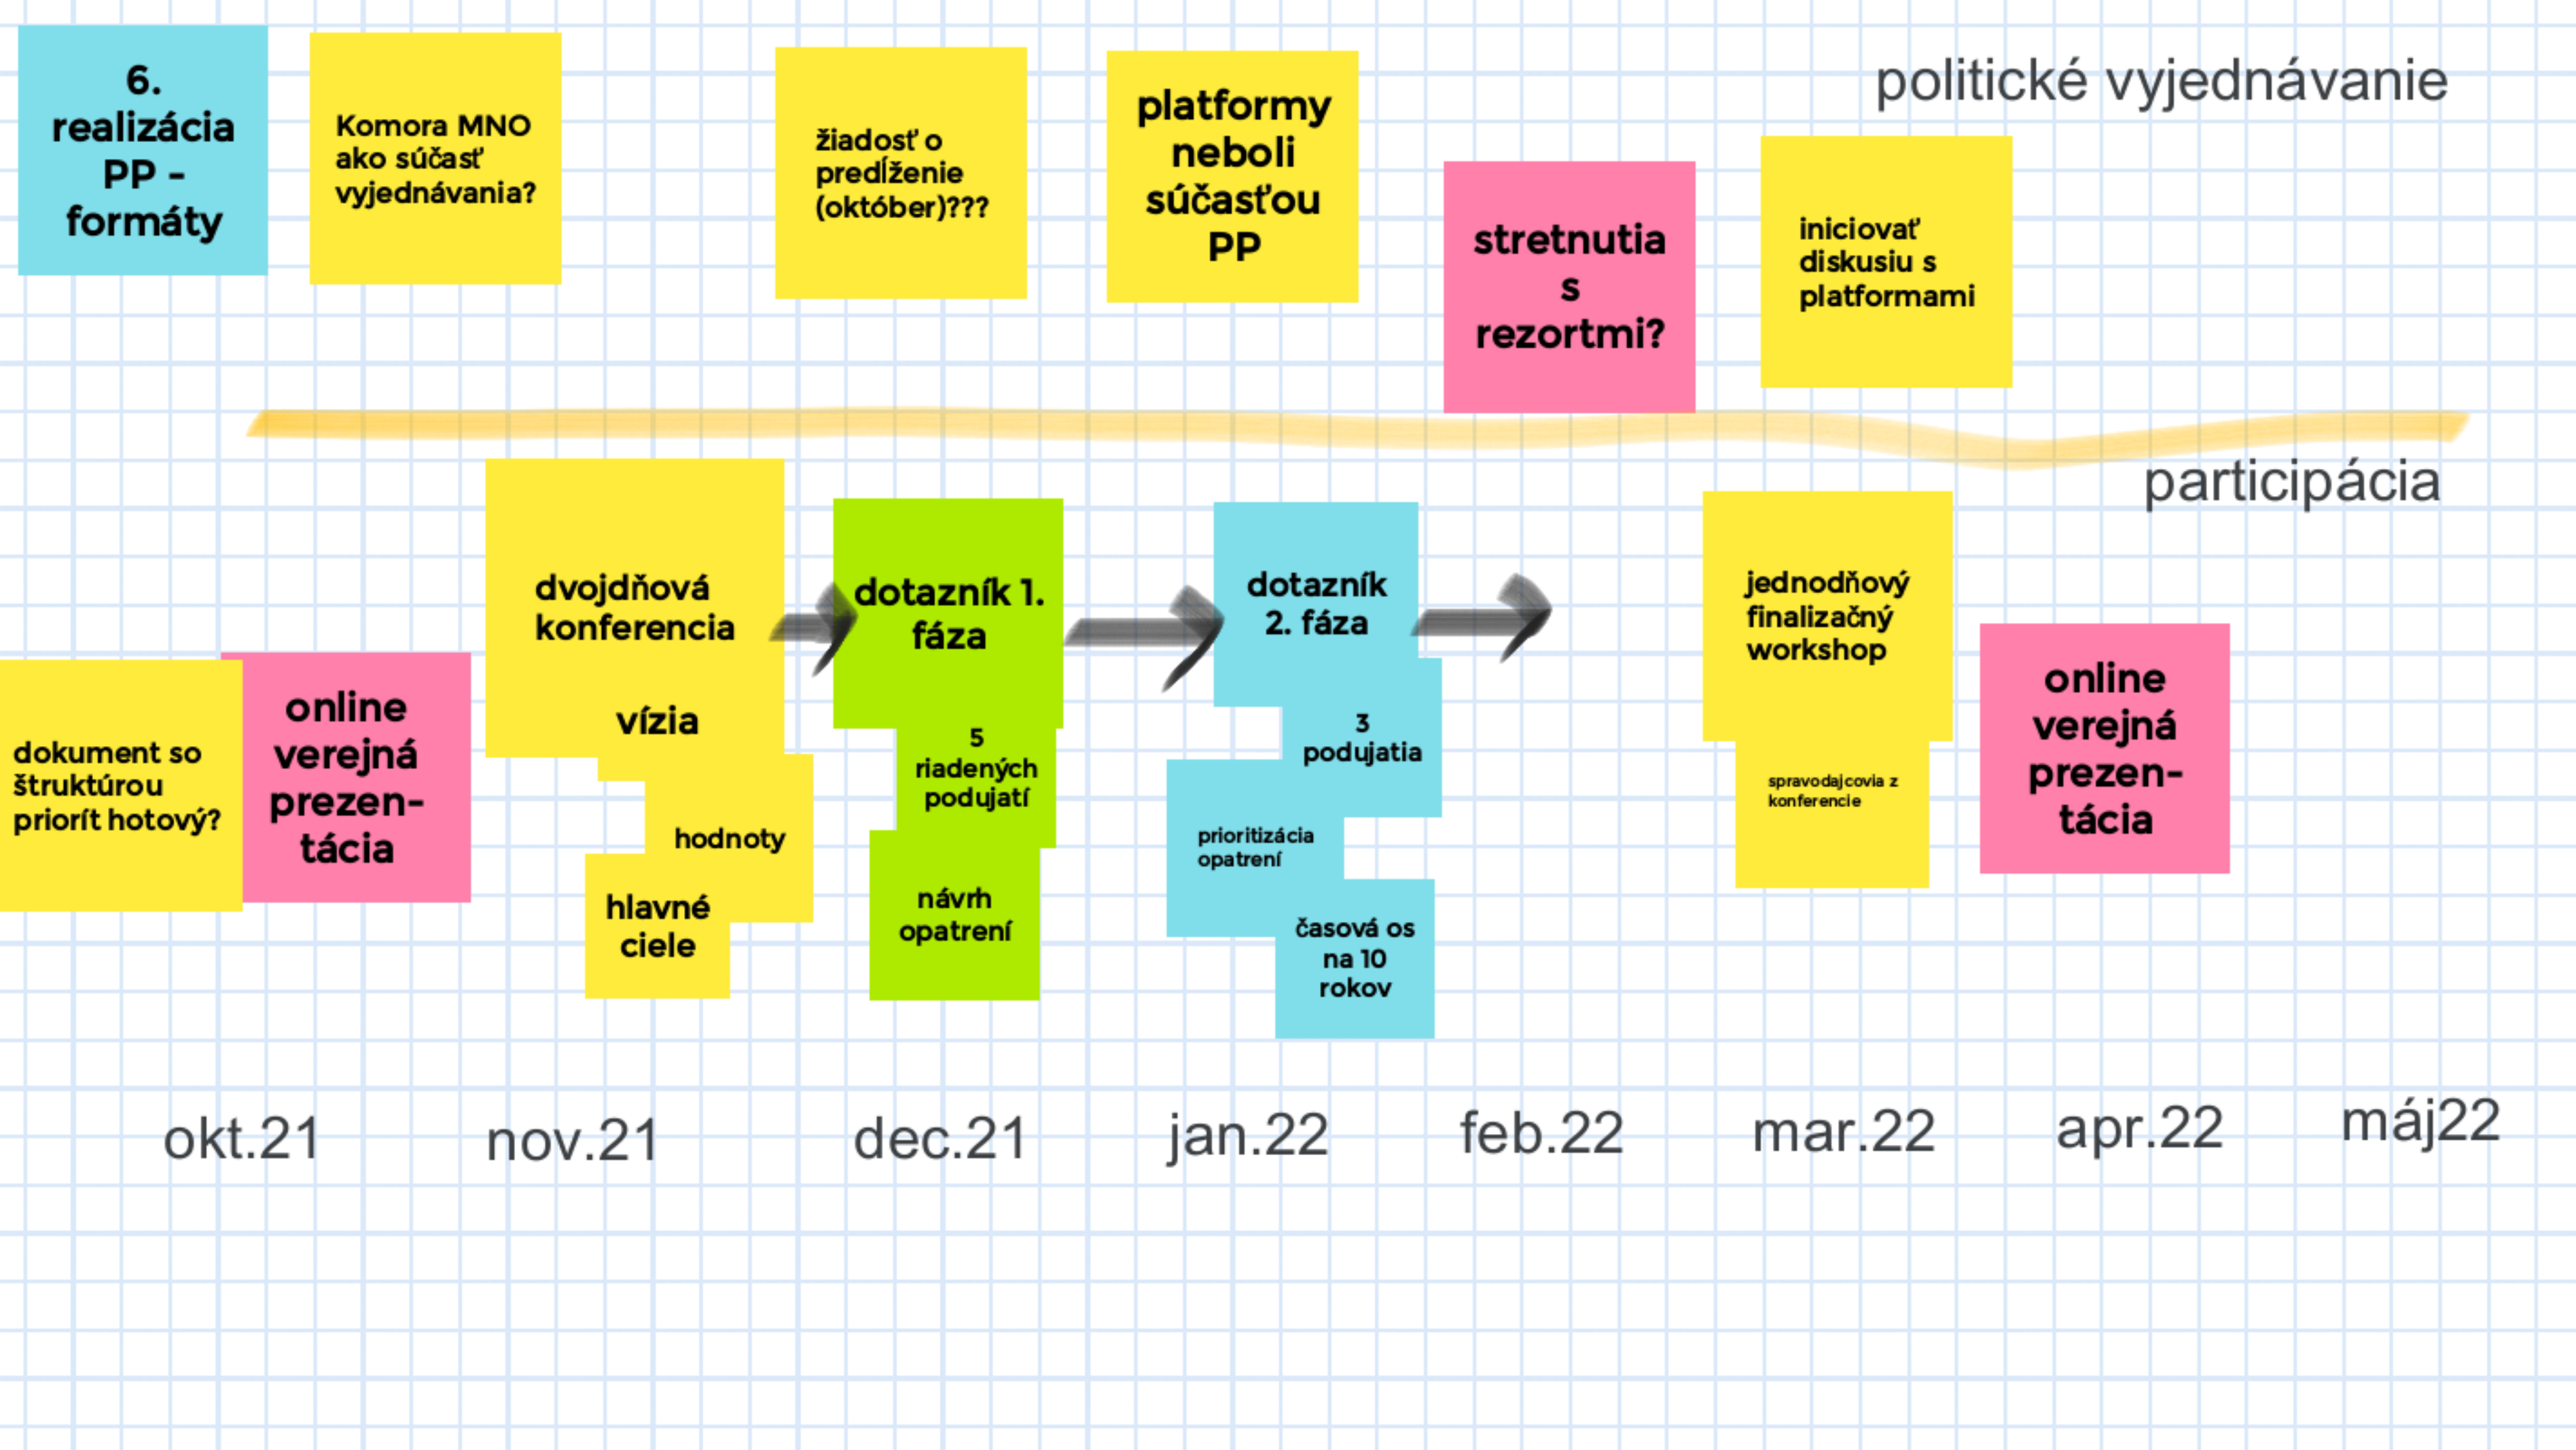 6.
realizácia
PP -
formáty
Komora MNO
ako súčasť
vyjednávania?
žiadosť o
predĺženie
(október)???
platformy
neboli
súčasťou
PP
stretnutia
s
rezortmi?
politické vyjednávanie
iniciovať
diskusiu s
platformami
participácia
dokument so
štruktúrou
priorít hotový?
online
verejná
prezen-
tácia
dvojdňová
konferencia
vízia
hodnoty
hlavné
ciele
dotazník 1.
fáza
5
riadených
podujatí
návrh
opatrení
dotazník
2. fáza
3
podujatia
prioritizácia
opatrení
časová os
na 10
rokov
jednodňový
finalizačný
workshop
spravodajcovia z
konferencie
online
verejná
prezen-
tácia
okt.21
nov.21
dec.21
jan.22
feb.22
mar.22
apr.22
máj22